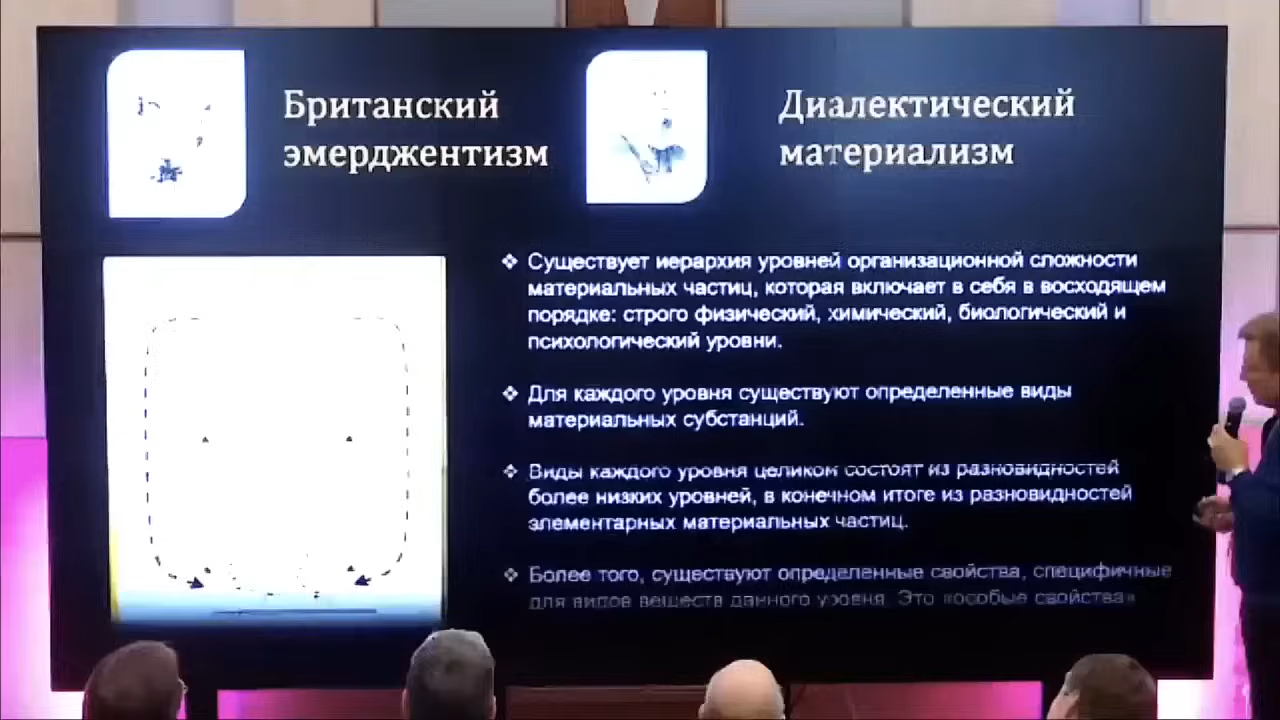 Британский
эмерджентизм
Диалектический
материализм
❖ Существует иерархия уровней организационной сложности
материальных частиц, которая включает в себя в восходящем
порядке: строго физический, химический, биологический и
психологический уровни.
❖ Для каждого уровня существуют определенные виды
материальных субстанций.
❖ Виды каждого уровня целиком состоят из разновидностей
более низких уровней, в конечном итоге из разновидностей
элементарных материальных частиц.
❖ Более того, существуют определенные свойства, специфичные
для видов веществ данного уровня. Это «особые свойства»